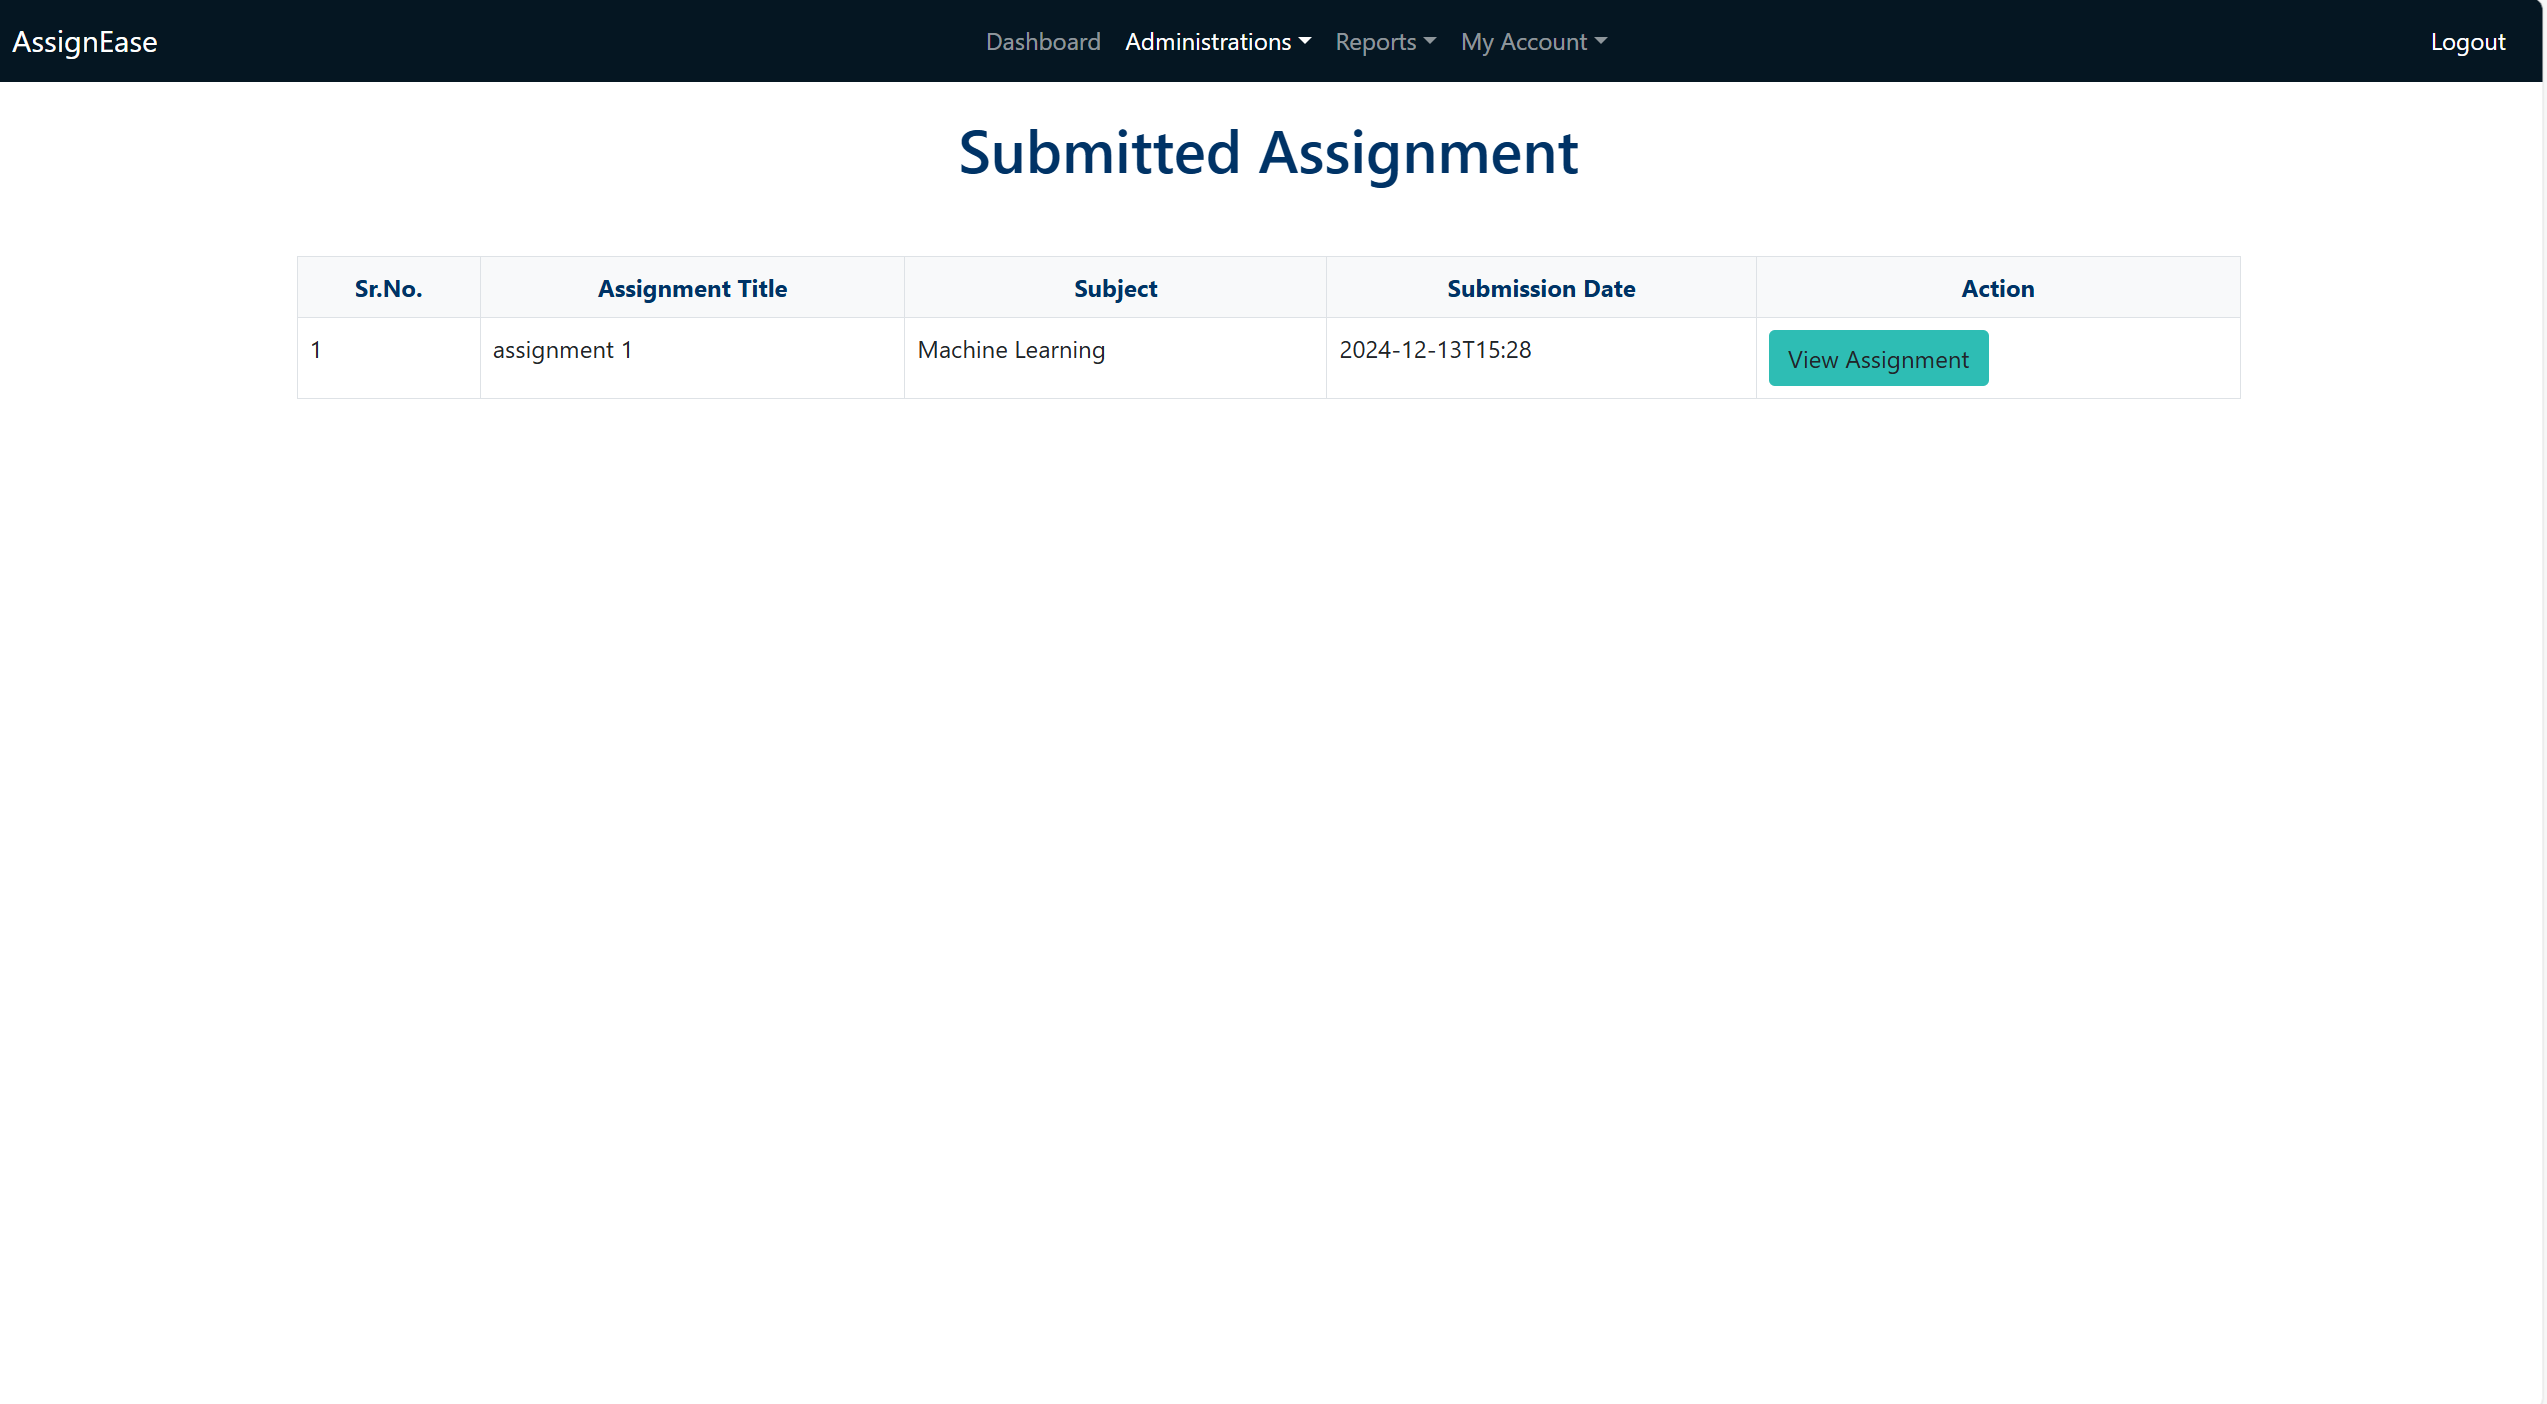 AssignEase Dashboard Administrations Reports My Account Logout
Submitted Assignment
Sr.No. Assignment Title Subject Submission Date Action
1 assignment 1 Machine Learning 2024-12-13T15:28 View Assignment